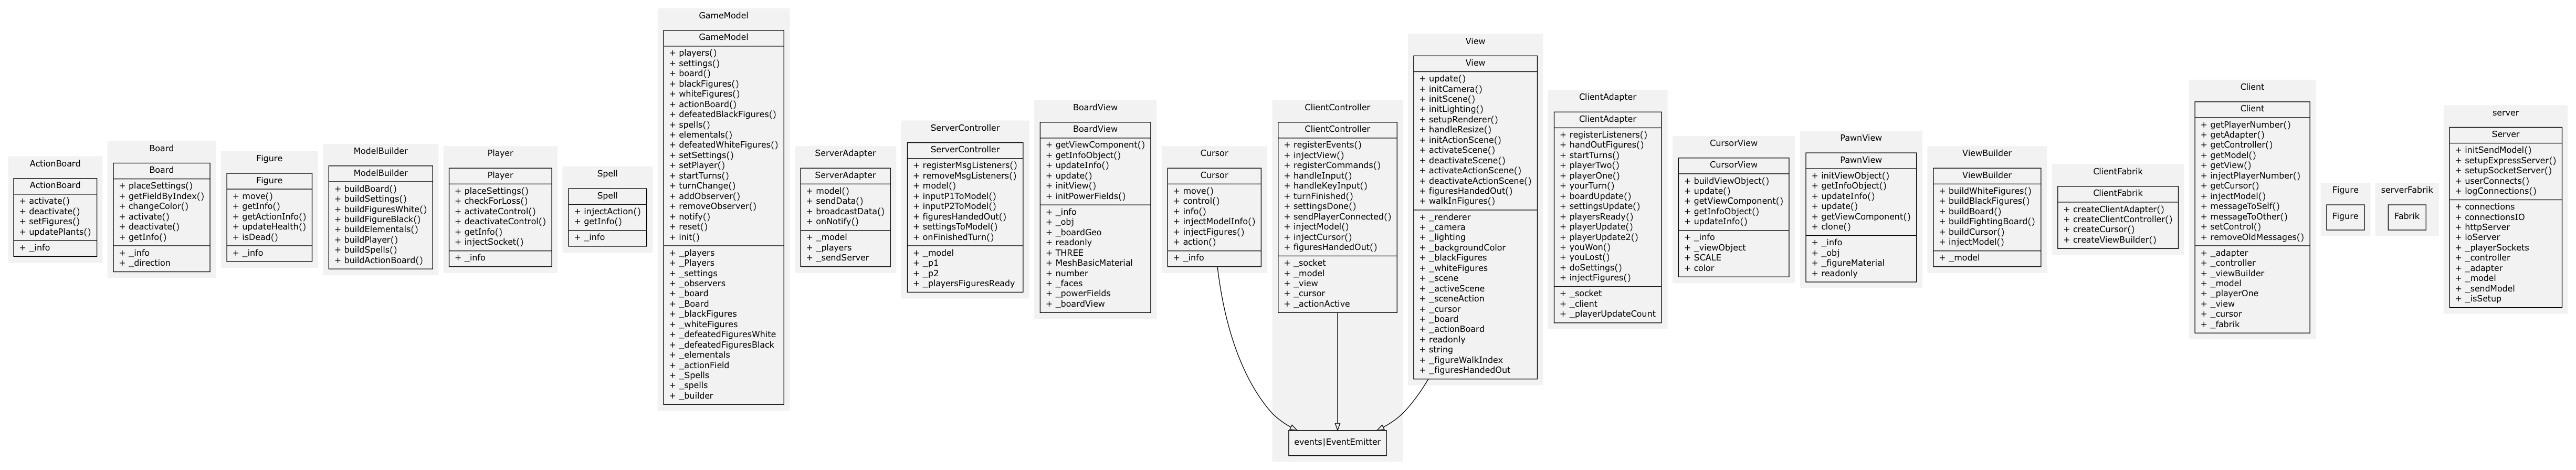 ActionBoard
ActionBoard
+ activate()
+ deactivate()
+ setFigures()
+ updatePlants()
+ _info
Board
Board
+ placeSettings()
+ getFieldByIndex()
+ changeColor()
+ activate()
+ deactivate()
+ getInfo()
+ _info
+ _direction
Figure
Figure
+ move()
+ getInfo()
+ getActionInfo()
+ updateHealth()
+ isDead()
+ _info
ModelBuilder
ModelBuilder
+ buildBoard()
+ buildSettings()
+ buildFiguresWhite()
+ buildFigureBlack()
+ buildElementals()
+ buildPlayer()
+ buildSpells()
+ buildActionBoard()
Player
Player
+ placeSettings()
+ checkForLoss()
+ activateControl()
+ deactivateControl()
+ getInfo()
+ injectSocket()
+ _info
Spell
Spell
+ injectAction()
+ getInfo()
+ _info
GameModel
GameModel
+ players()
+ settings()
+ board()
+ blackFigures()
+ whiteFigures()
+ actionBoard()
+ defeatedBlackFigures()
+ spells()
+ elementals()
+ defeatedWhiteFigures()
+ setSettings()
+ setPlayer()
+ startTurns()
+ turnChange()
+ addObserver()
+ removeObserver()
+ notify()
+ reset()
+ init()
+ _players
+ _Players
+ _settings
+ _observers
+ _board
+ _Board
+ _blackFigures
+ _whiteFigures
+ _defeatedFiguresWhite
+ _defeatedFiguresBlack
+ _elementals
+ _actionField
+ _Spells
+ _spells
+ _builder
ServerAdapter
ServerAdapter
+ model()
+ sendData()
+ broadcastData()
+ onNotify()
+ _model
+ _players
+ _sendServer
ServerController
ServerController
+ registerMsgListeners()
+ removeMsgListeners()
+ model()
+ inputP1ToModel()
+ inputP2ToModel()
+ figuresHandedOut()
+ settingsToModel()
+ onFinishedTurn()
+ _model
+ _p1
+ _p2
+ _playersFiguresReady
BoardView
BoardView
+ getViewComponent()
+ getInfoObject()
+ updateInfo()
+ update()
+ initView()
+ initPowerFields()
+ _info
+ _obj
+ _boardGeo
+ readonly
+ THREE
+ MeshBasicMaterial
+ number
+ _faces
+ _powerFields
+ _boardView
Cursor
Cursor
+ move()
+ control()
+ info()
+ injectModelInfo()
+ injectFigures()
+ action()
+ _info
ClientController
ClientController
+ registerEvents()
+ injectView()
+ registerCommands()
+ handleInput()
+ handleKeyInput()
+ turnFinished()
+ settingsDone()
+ sendPlayerConnected()
+ injectModel()
+ injectCursor()
+ figuresHandedOut()
+ _socket
+ _model
+ _view
+ _cursor
+ _actionActive
events|EventEmitter
View
View
+ update()
+ initCamera()
+ initScene()
+ initLighting()
+ setupRenderer()
+ handleResize()
+ initActionScene()
+ activateScene()
+ deactivateScene()
+ activateActionScene()
+ deactivateActionScene()
+ figuresHandedOut()
+ walkInFigures()
+ _renderer
+ _camera
+ _lighting
+ _backgroundColor
+ _blackFigures
+ _whiteFigures
+ _scene
+ _activeScene
+ _sceneAction
+ _cursor
+ _board
+ _actionBoard
+ readonly
+ string
+ _figureWalkIndex
+ _figuresHandedOut
ClientAdapter
ClientAdapter
+ registerListeners()
+ handOutFigures()
+ startTurns()
+ playerTwo()
+ playerOne()
+ yourTurn()
+ boardUpdate()
+ settingsUpdate()
+ playersReady()
+ playerUpdate()
+ playerUpdate2()
+ youWon()
+ youLost()
+ doSettings()
+ injectFigures()
+ _socket
+ _client
+ _playerUpdateCount
CursorView
CursorView
+ buildViewObject()
+ update()
+ getViewComponent()
+ getInfoObject()
+ updateInfo()
+ _info
+ _viewObject
+ SCALE
+ color
PawnView
PawnView
+ initViewObject()
+ getInfoObject()
+ updateInfo()
+ update()
+ getViewComponent()
+ clone()
+ _info
+ _obj
+ _figureMaterial
+ readonly
ViewBuilder
ViewBuilder
+ buildWhiteFigures()
+ buildBlackFigures()
+ buildBoard()
+ buildFightingBoard()
+ buildCursor()
+ injectModel()
+ _model
ClientFabrik
ClientFabrik
+ createClientAdapter()
+ createClientController()
+ createCursor()
+ createViewBuilder()
Client
Client
+ getPlayerNumber()
+ getAdapter()
+ getController()
+ getModel()
+ getView()
+ injectPlayerNumber()
+ getCursor()
+ injectModel()
+ messageToSelf()
+ messageToOther()
+ setControl()
+ removeOldMessages()
+ _adapter
+ _controller
+ _viewBuilder
+ _model
+ _playerOne
+ _view
+ _cursor
+ _fabrik
Figure
Figure
serverFabrik
Fabrik
server
Server
+ initSendModel()
+ setupExpressServer()
+ setupSocketServer()
+ userConnects()
+ logConnections()
+ connections
+ connectionsIO
+ httpServer
+ ioServer
+ _playerSockets
+ _controller
+ _adapter
+ _model
+ _sendModel
+ _isSetup